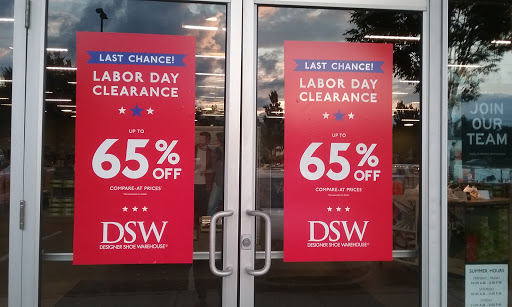 LAST CHANCE!
LABOR DAY
CLEARANCE
UP TO
65% OFF
COMPARE-AT PRICES*
DSW
DESIGNER SHOE WAREHOUSE
LAST CHANCE!
LABOR DAY
CLEARANCE
UP TO
65% OFF
COMPARE-AT PRICES*
DSW
DESIGNER SHOE WAREHOUSE
JOIN
OUR
TEAM
SUMMER HOURS